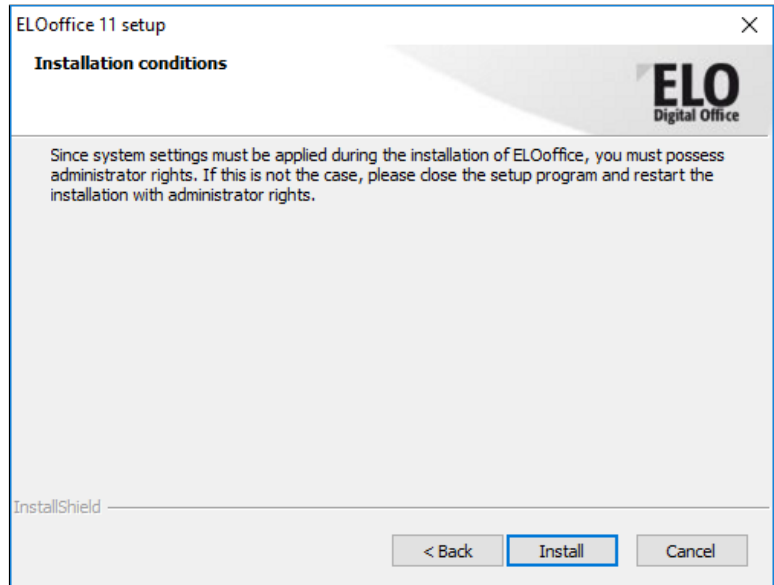 ELOoffice 11 setup
Installation conditions
ELO
Digital Office
Since system settings must be applied during the installation of ELOoffice, you must possess
administrator rights. If this is not the case, please close the setup program and restart the
installation with administrator rights.
InstallShield
< Back Install Cancel